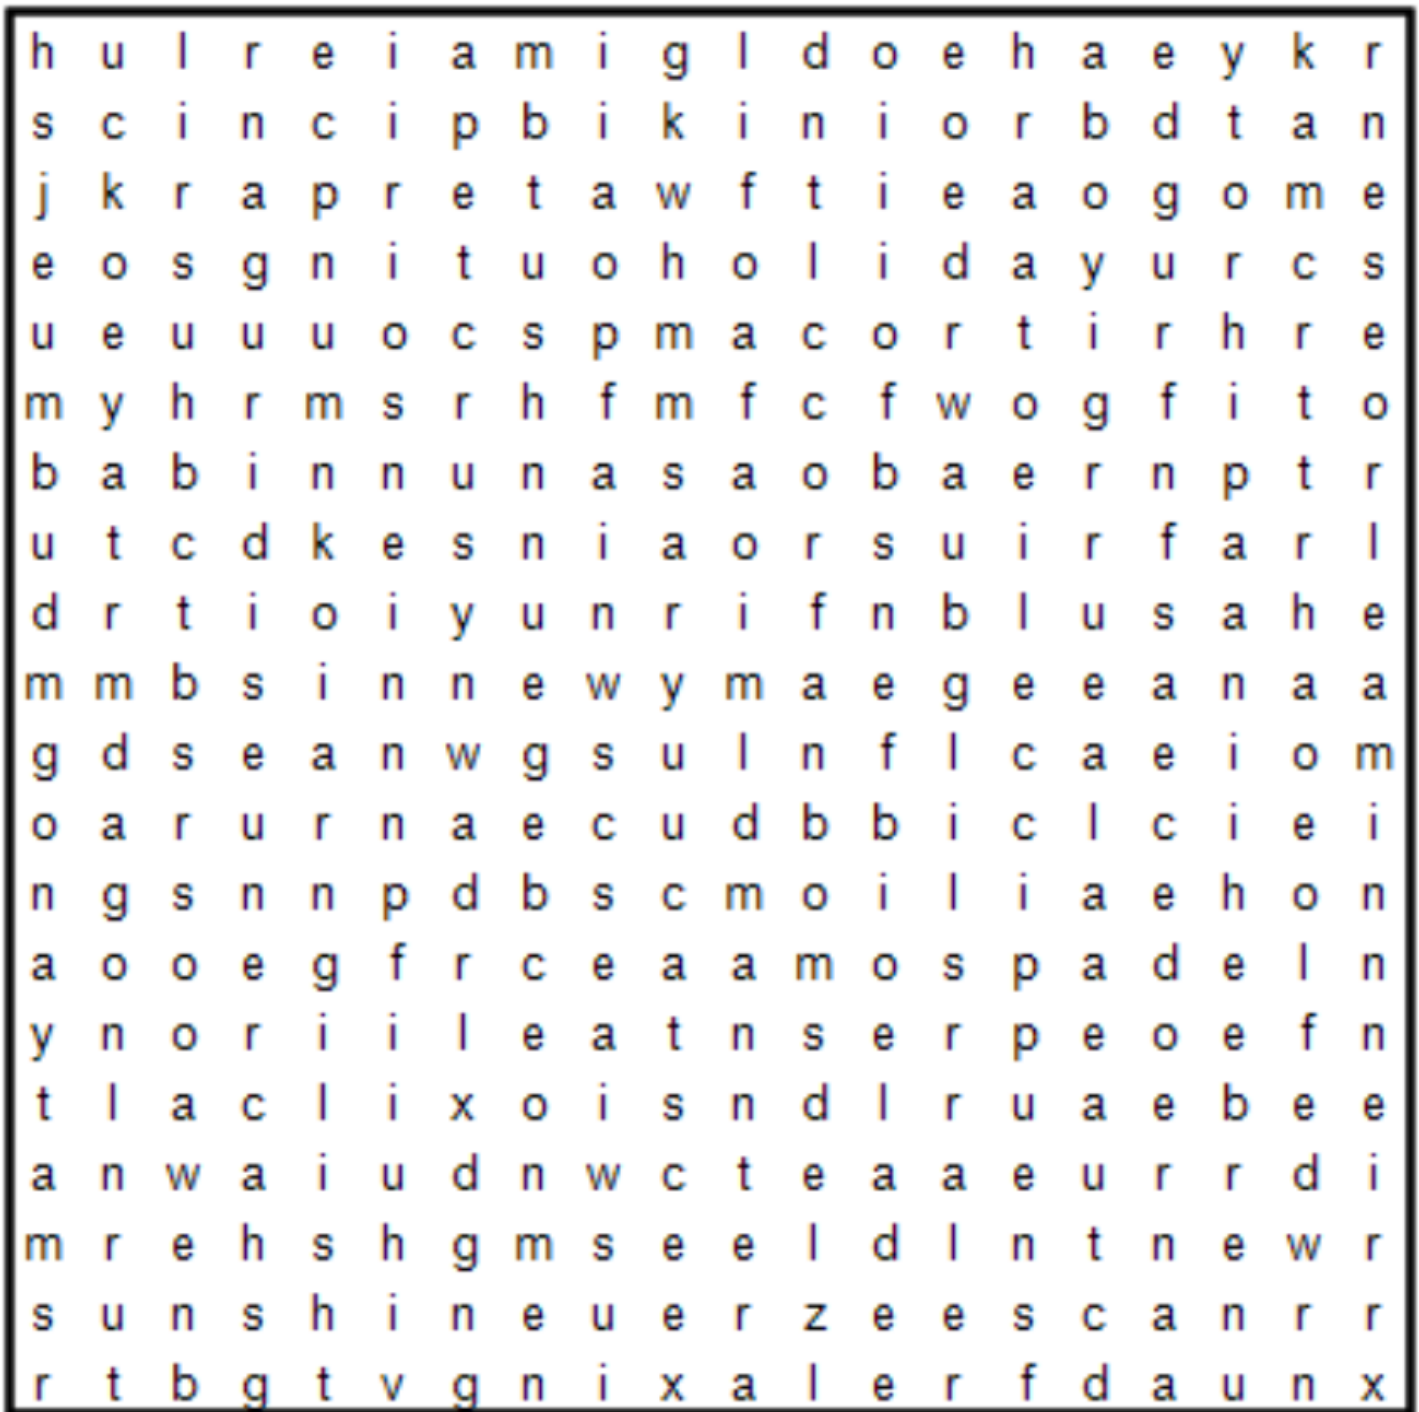 h u l r e i a m i g l d o e h a e y k r
s c i n c i p b i k i n i o r b d t a n
j k r a p r e t a w f t i e a o g o m e
e o s g n i t u o h o l i d a y u r c s
u e u u u o c s p m a c o r t i r h r e
m y h r m s r h f m f c f w o g f i t o
b a b i n n u n a s a o b a e r n p t r
u t c d k e s n i a o r s u i r f a r l
d r t i o i y u n r i f n b l u s a h e
m m b s i n n e w y m a e g e e a n a a
g d s e a n w g s u l n f l c a e i o m
o a r u r n a e c u d b b i c l c i e i
n g s n n p d b s c m o i l i a e h o n
a o o e g f r c e a a m o s p a d e l n
y n o r i i l e a t n s e r p e o e f n
t l a c l i x o i s n d l r u a e b e e
a n w a i u d n w c t e a a e u r r d i
m r e h s h g m s e e l d l n t n e w r
s u n s h i n e u e r z e e s c a n r r
r t b g t v g n i x a l e r f d a u n x